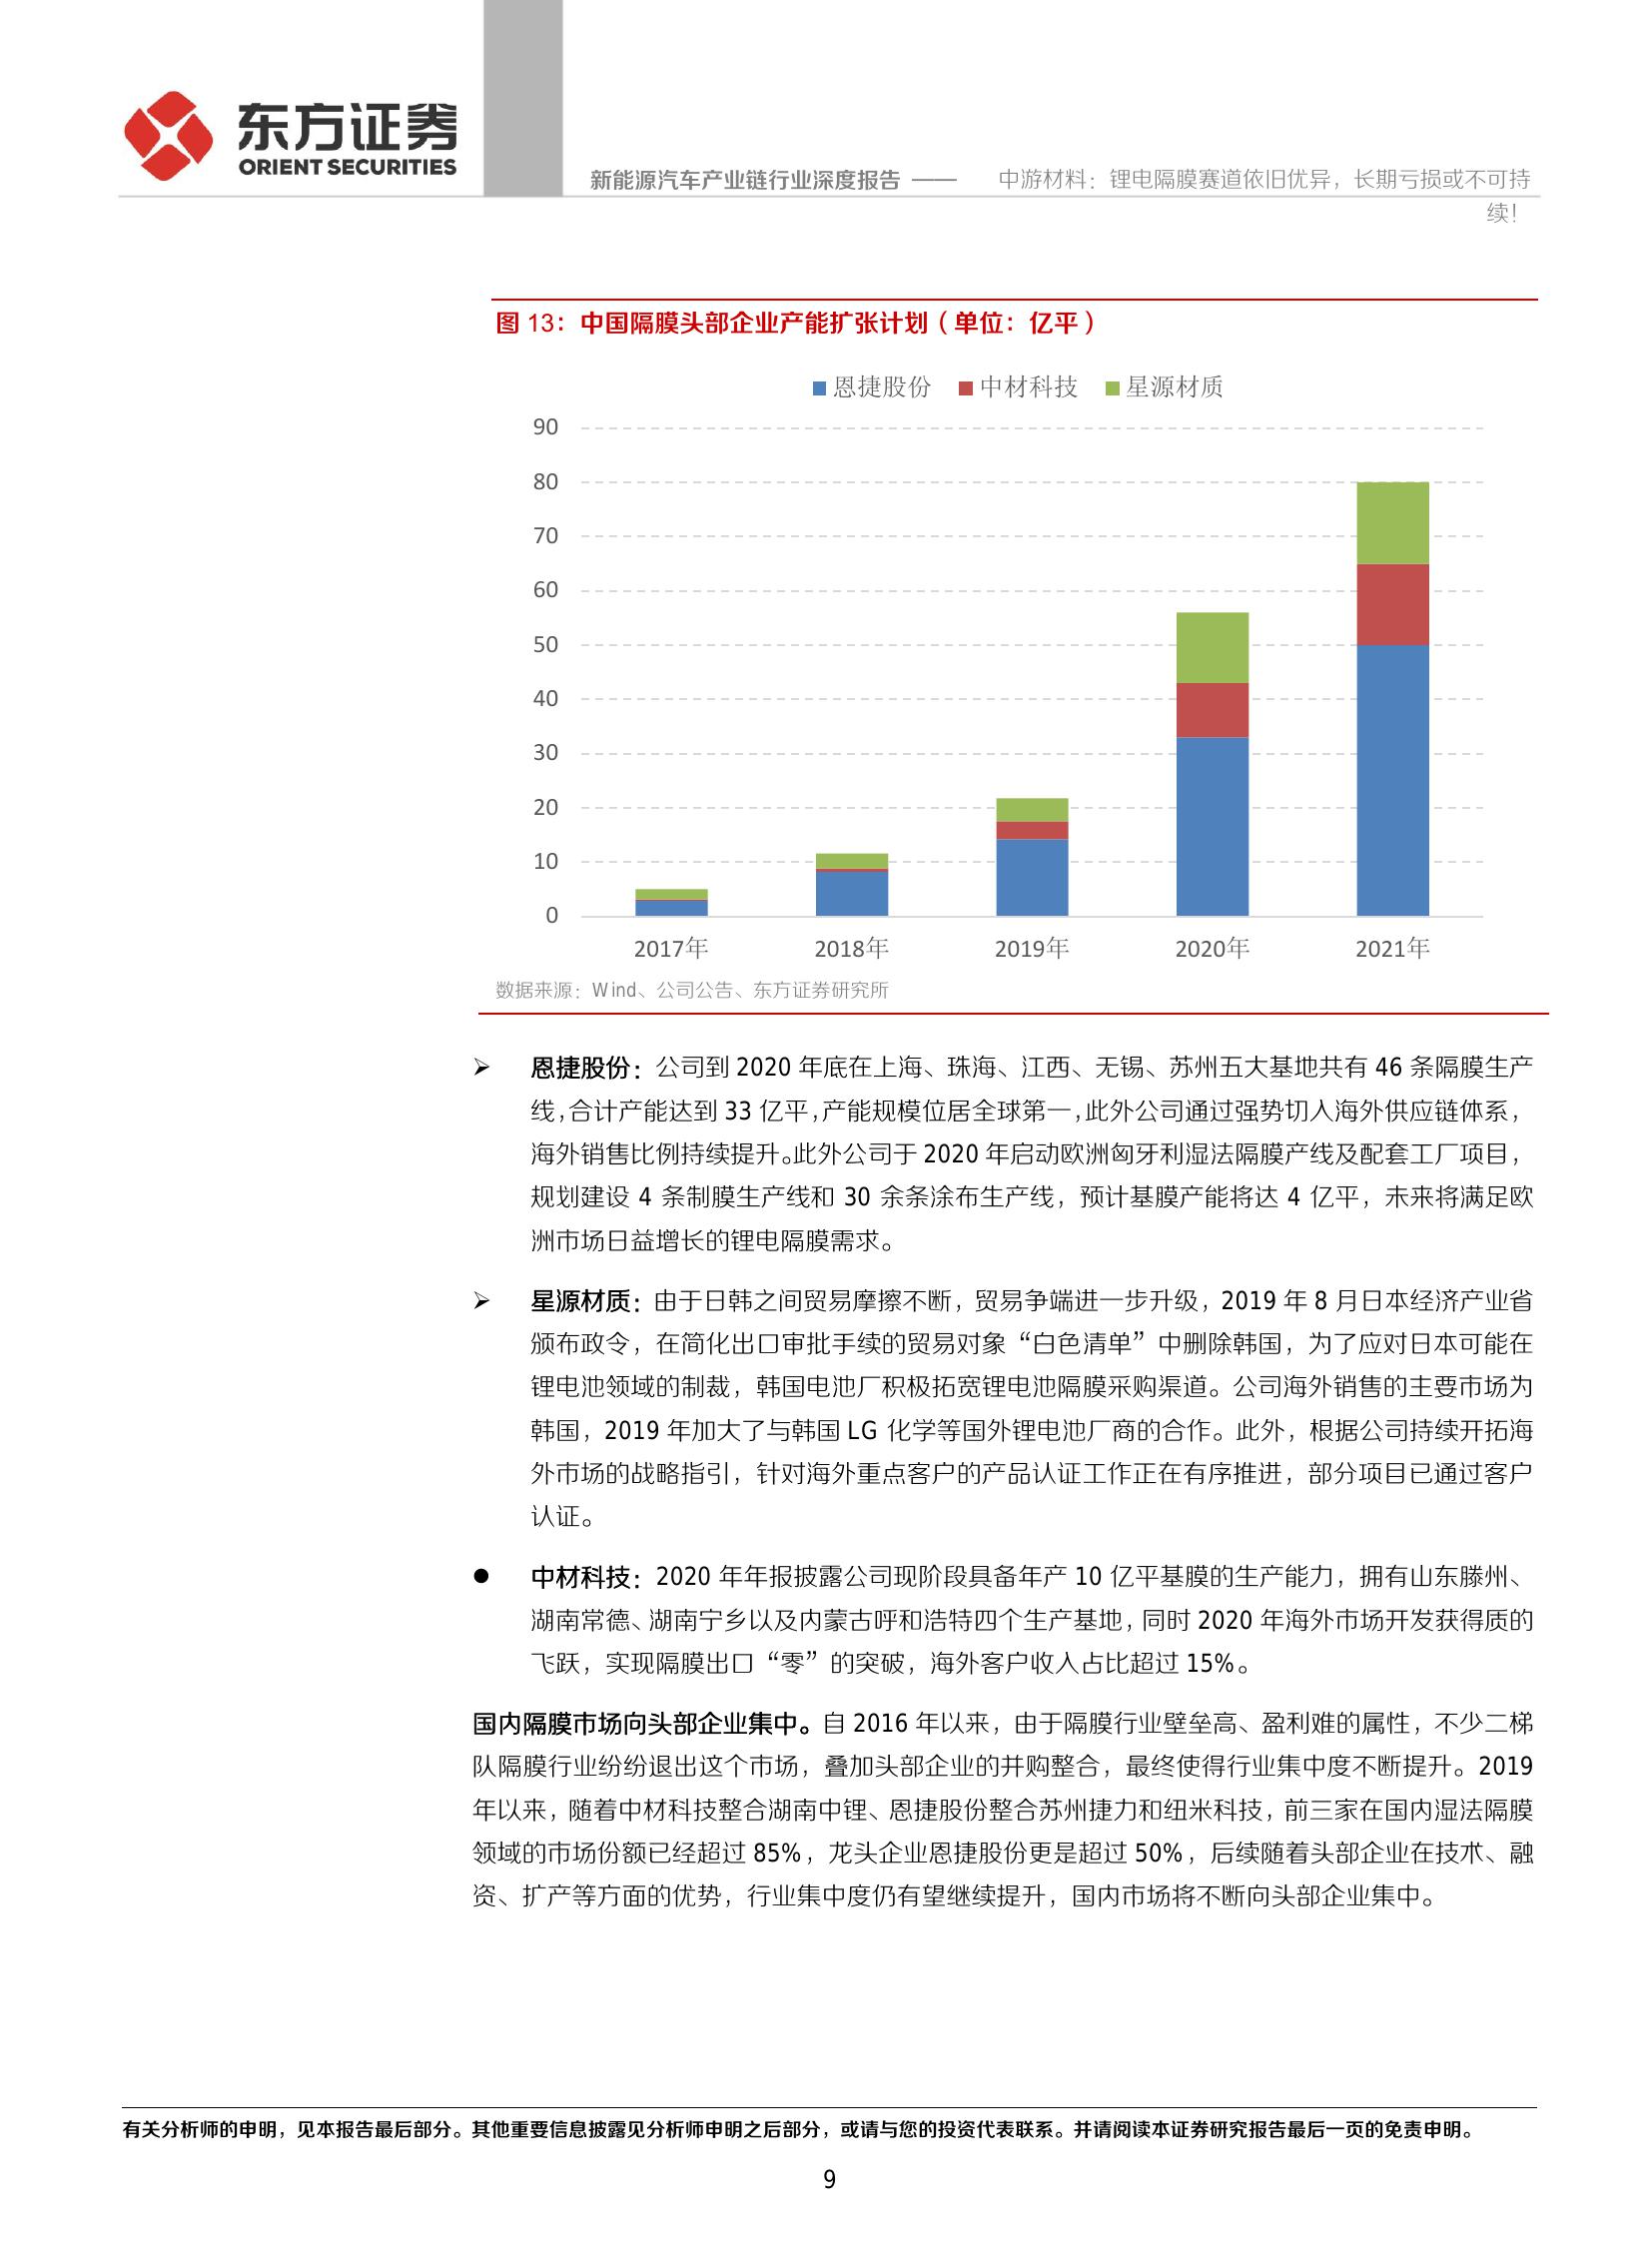 东方证券
ORIENT SECURITIES
新能源汽车产业链行业深度报告 —— 中游材料：锂电隔膜赛道依旧优异，长期亏损或不可持
续！
图 13：中国隔膜头部企业产能扩张计划（单位：亿平）
恩捷股份 中材科技 星源材质
90
80
70
60
50
40
30
20
10
0
2017年 2018年 2019年 2020年 2021年
数据来源：Wind、公司公告、东方证券研究所
➢ 恩捷股份：公司到 2020 年底在上海、珠海、江西、无锡、苏州五大基地共有 46 条隔膜生产
线，合计产能达到 33 亿平，产能规模位居全球第一，此外公司通过强势切入海外供应链体系，
海外销售比例持续提升。此外公司于 2020 年启动欧洲匈牙利湿法隔膜产线及配套工厂项目，
规划建设 4 条制膜生产线和 30 余条涂布生产线，预计基膜产能将达 4 亿平，未来将满足欧
洲市场日益增长的锂电隔膜需求。
➢ 星源材质：由于日韩之间贸易摩擦不断，贸易争端进一步升级，2019 年 8 月日本经济产业省
颁布政令，在简化出口审批手续的贸易对象“白色清单”中删除韩国，为了应对日本可能在
锂电池领域的制裁，韩国电池厂积极拓宽锂电池隔膜采购渠道。公司海外销售的主要市场为
韩国，2019 年加大了与韩国 LG 化学等国外锂电池厂商的合作。此外，根据公司持续开拓海
外市场的战略指引，针对海外重点客户的产品认证工作正在有序推进，部分项目已通过客户
认证。
● 中材科技：2020 年年报披露公司现阶段具备年产 10 亿平基膜的生产能力，拥有山东滕州、
湖南常德、湖南宁乡以及内蒙古呼和浩特四个生产基地，同时 2020 年海外市场开发获得质的
飞跃，实现隔膜出口“零”的突破，海外客户收入占比超过 15%。
国内隔膜市场向头部企业集中。自 2016 年以来，由于隔膜行业壁垒高、盈利难的属性，不少二梯
队隔膜行业纷纷退出这个市场，叠加头部企业的并购整合，最终使得行业集中度不断提升。2019
年以来，随着中材科技整合湖南中锂、恩捷股份整合苏州捷力和纽米科技，前三家在国内湿法隔膜
领域的市场份额已经超过 85%，龙头企业恩捷股份更是超过 50%，后续随着头部企业在技术、融
资、扩产等方面的优势，行业集中度仍有望继续提升，国内市场将不断向头部企业集中。
有关分析师的申明，见本报告最后部分。其他重要信息披露见分析师申明之后部分，或请与您的投资代表联系。并请阅读本证券研究报告最后一页的免责申明。
9